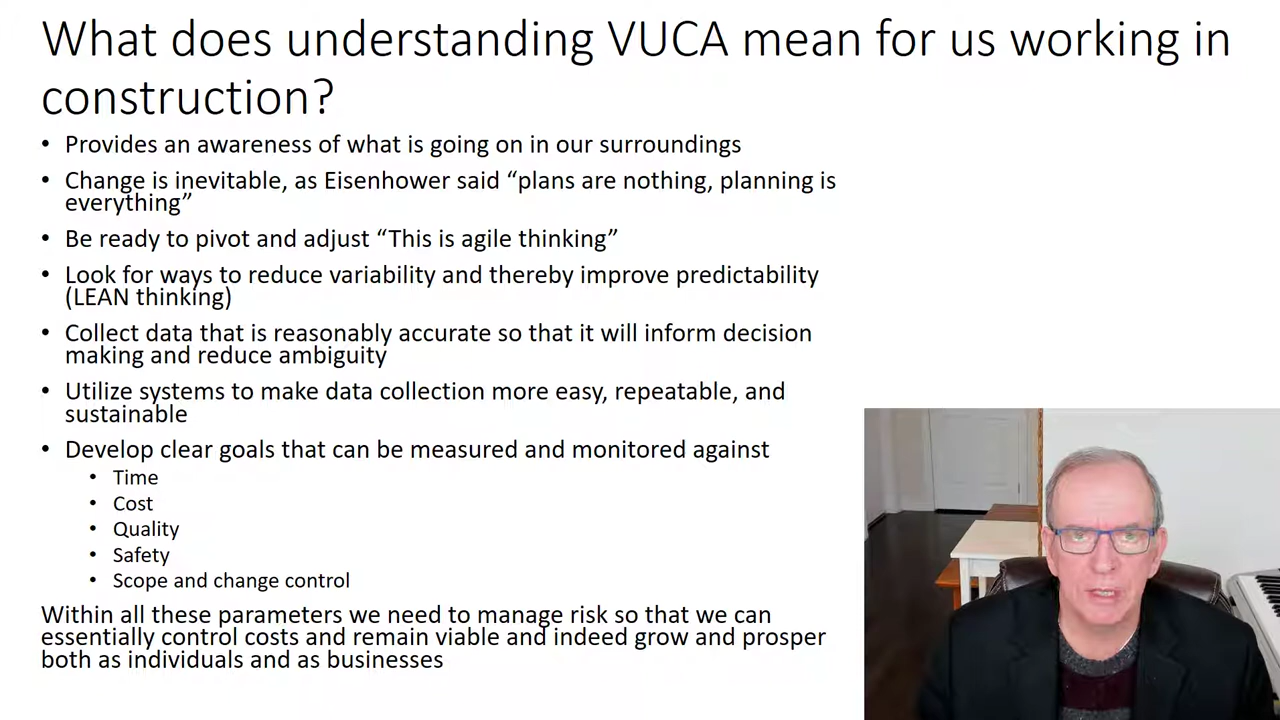 What does understanding VUCA mean for us working in
construction?
• Provides an awareness of what is going on in our surroundings
• Change is inevitable, as Eisenhower said “plans are nothing, planning is
everything”
• Be ready to pivot and adjust “This is agile thinking”
• Look for ways to reduce variability and thereby improve predictability
(LEAN thinking)
• Collect data that is reasonably accurate so that it will inform decision
making and reduce ambiguity
• Utilize systems to make data collection more easy, repeatable, and
sustainable
• Develop clear goals that can be measured and monitored against
• Time
• Cost
• Quality
• Safety
• Scope and change control
Within all these parameters we need to manage risk so that we can
essentially control costs and remain viable and indeed grow and prosper
both as individuals and as businesses